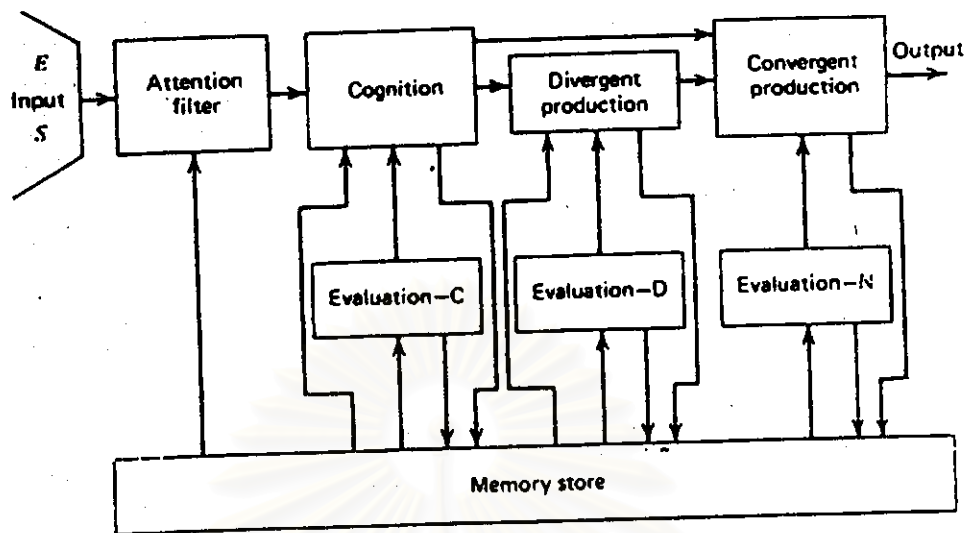 E
Input
S
Attention
filter
Cognition
Divergent
production
Convergent
production
Output
Evaluation–C
Evaluation–D
Evaluation–N
Memory store